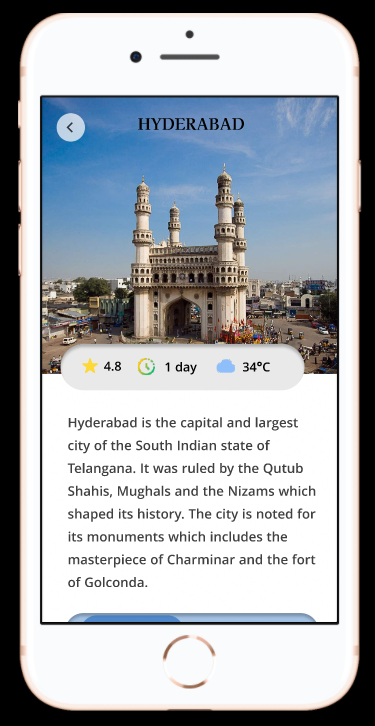 HYDERABAD
4.8 1 day 34°C
Hyderabad is the capital and largest
city of the South Indian state of
Telangana. It was ruled by the Qutub
Shahis, Mughals and the Nizams which
shaped its history. The city is noted for
its monuments which includes the
masterpiece of Charminar and the fort
of Golconda.